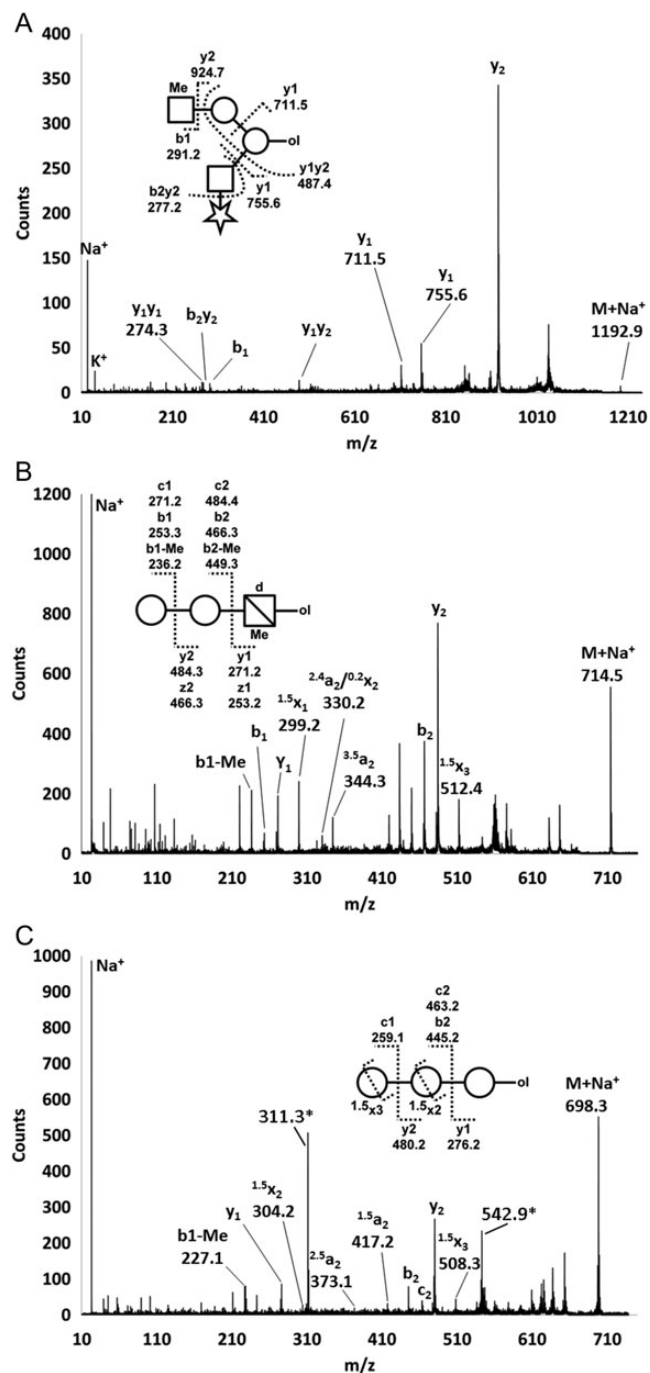 A
400
350
300
250
200
150
100
50
0
Counts
Me
y2
924.7
y1
711.5
ol
b1
291.2
y1y2
487.4
b2y2
277.2
y1
755.6
y₂
Na⁺
K⁺
y₁y₁
274.3
b₂y₂
b₁
y₁y₂
y₁
711.5
y₁
755.6
M+Na⁺
1192.9
10 210 410 610 810 1010 1210
m/z
B
1200
1000
800
600
400
200
0
Counts
Na⁺
c1
271.2
b1
253.3
b1-Me
236.2
c2
484.4
b2
466.3
b2-Me
449.3
d
Me
ol
y2
484.3
z2
466.3
y1
271.2
z1
253.2
y₂
M+Na⁺
714.5
2.4a₂/0.2x₂
330.2
1.5x₁
299.2
b₁
b1-Me
Y₁
3.5a₂
344.3
b₂
1.5x₃
512.4
10 110 210 310 410 510 610 710
m/z
C
1000
900
800
700
600
500
400
300
200
100
0
Counts
Na⁺
c2
463.2
b2
445.2
c1
259.1
ol
1.5x3
1.5x2
y2
480.2
y1
276.2
M+Na⁺
698.3
311.3*
1.5x₂
304.2
y₁
b1-Me
227.1
2.5a₂
373.1
1.5a₂
417.2
b₂
c₂
y₂
1.5x₃
508.3
542.9*
10 110 210 310 410 510 610 710
m/z